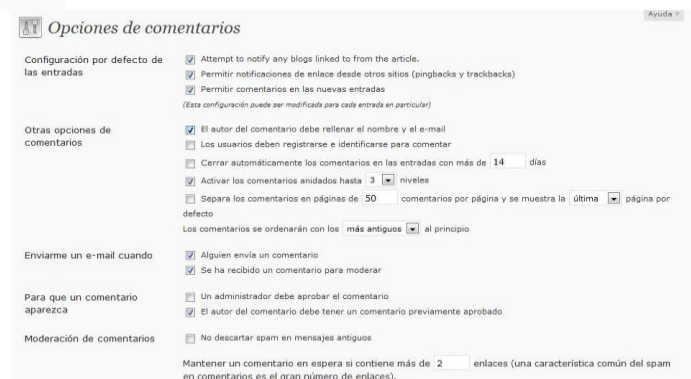 Ayuda
Opciones de comentarios
Configuración por defecto de
las entradas
Attempt to notify any blogs linked to from the article.
Permitir notificaciones de enlace desde otros sitios (pingbacks y trackbacks)
Permitir comentarios en las nuevas entradas
(Esta configuración puede ser modificada para cada entrada en particular)
Otras opciones de
comentarios
El autor del comentario debe rellenar el nombre y el e-mail
Los usuarios deben registrarse e identificarse para comentar
Cerrar automáticamente los comentarios en las entradas con más de 14 días
Activar los comentarios anidados hasta 3 niveles
Separa los comentarios en páginas de 50 comentarios por página y se muestra la última página por
defecto
Los comentarios se ordenarán con los más antiguos al principio
Enviarme un e-mail cuando
Alguien envía un comentario
Se ha recibido un comentario para moderar
Para que un comentario
aparezca
Un administrador debe aprobar el comentario
El autor del comentario debe tener un comentario previamente aprobado
Moderación de comentarios
No descartar spam en mensajes antiguos
Mantener un comentario en espera si contiene más de 2 enlaces (una característica común del spam
en comentarios es el gran número de enlaces).